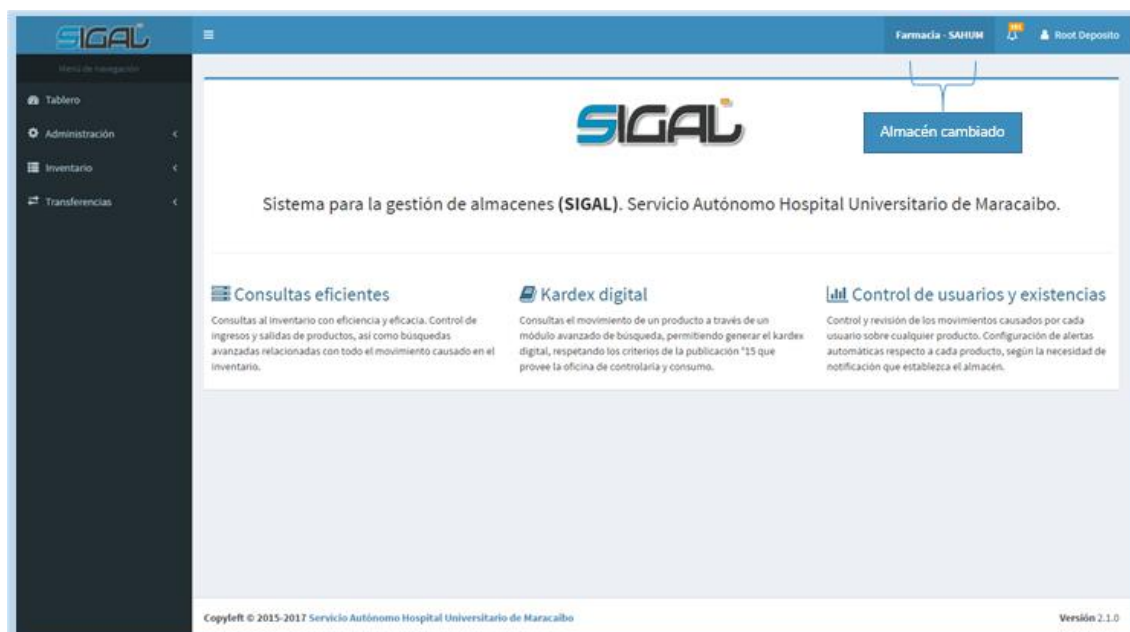 SIGAL
Farmacia - SAHUM
Root Deposito
Menú de navegación
Tablero
Administración
Inventario
Transferencias
SIGAL
Almacén cambiado
Sistema para la gestión de almacenes (SIGAL). Servicio Autónomo Hospital Universitario de Maracaibo.
Consultas eficientes
Consultas al inventario con eficiencia y eficacia. Control de
ingresos y salidas de productos, así como búsquedas
avanzadas relacionadas con todo el movimiento causado en el
inventario.
Kardex digital
Consultas el movimiento de un producto a través de un
módulo avanzado de búsqueda, permitiendo generar el kardex
digital, respetando los criterios de la publicación "15 que
provee la oficina de controlaría y consumo.
Control de usuarios y existencias
Control y revisión de los movimientos causados por cada
usuario sobre cualquier producto. Configuración de alertas
automáticas respecto a cada producto, según la necesidad de
notificación que establezca el almacén.
Copyleft © 2015-2017 Servicio Autónomo Hospital Universitario de Maracaibo
Versión 2.1.0